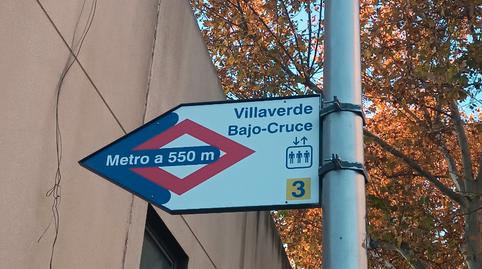 Villaverde
Bajo-Cruce
Metro a 550 m
3